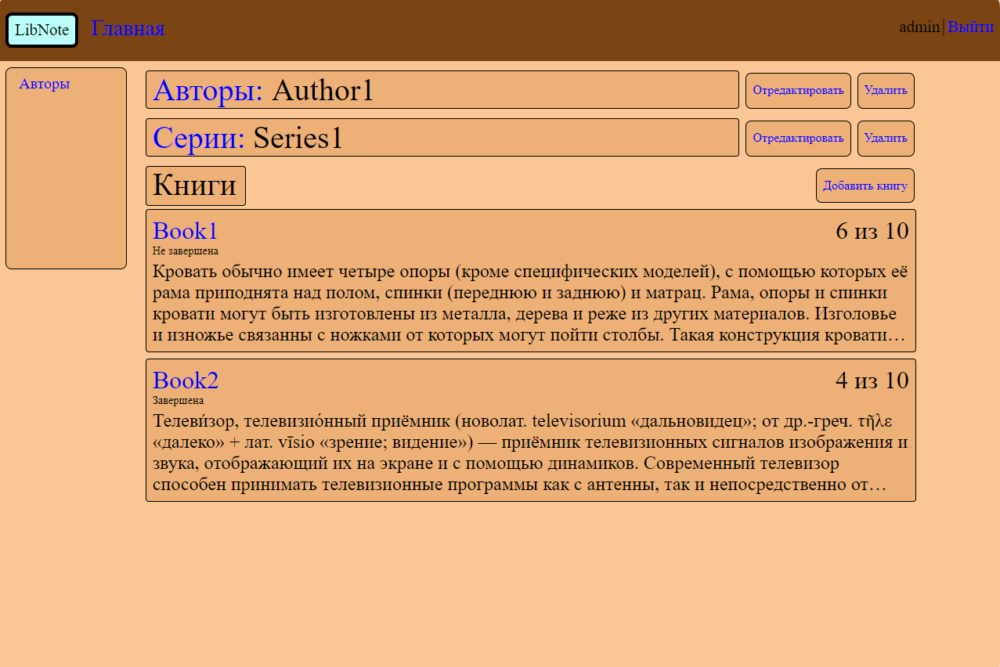 LibNote Главная admin|Выйти
Авторы
Авторы: Author1 Отредактировать Удалить
Серии: Series1 Отредактировать Удалить
Книги Добавить книгу
Book1 6 из 10
Не завершена
Кровать обычно имеет четыре опоры (кроме специфических моделей), с помощью которых её
рама приподнята над полом, спинки (переднюю и заднюю) и матрац. Рама, опоры и спинки
кровати могут быть изготовлены из металла, дерева и реже из других материалов. Изголовье
и изножье связанны с ножками от которых могут пойти столбы. Такая конструкция кровати…
Book2 4 из 10
Завершена
Телеви́зор, телевизио́нный приёмник (новолат. televisorium «дальновидец»; от др.-греч. τῆλε
«далеко» + лат. vīsio «зрение; видение») — приёмник телевизионных сигналов изображения и
звука, отображающий их на экране и с помощью динамиков. Современный телевизор
способен принимать телевизионные программы как с антенны, так и непосредственно от…